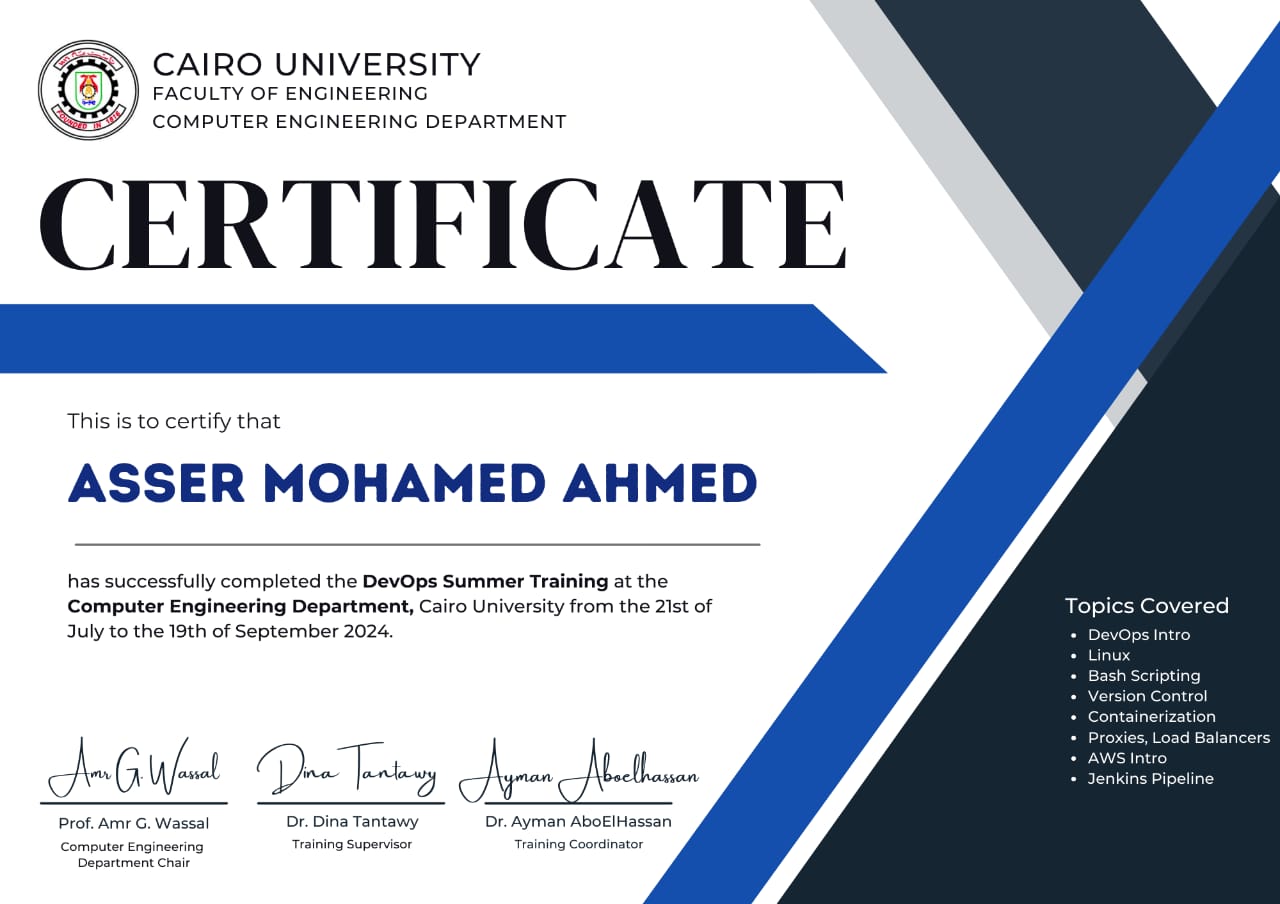 CAIRO UNIVERSITY
FACULTY OF ENGINEERING
COMPUTER ENGINEERING DEPARTMENT
FOUNDED IN 1816
CERTIFICATE
This is to certify that
ASSER MOHAMED AHMED
has successfully completed the DevOps Summer Training at the
Computer Engineering Department, Cairo University from the 21st of
July to the 19th of September 2024.
Topics Covered
• DevOps Intro
• Linux
• Bash Scripting
• Version Control
• Containerization
• Proxies, Load Balancers
• AWS Intro
• Jenkins Pipeline
Amr G. Wassal
Dina Tantawy
Ayman Aboelhassan
Prof. Amr G. Wassal
Computer Engineering
Department Chair
Dr. Dina Tantawy
Training Supervisor
Dr. Ayman AboElHassan
Training Coordinator